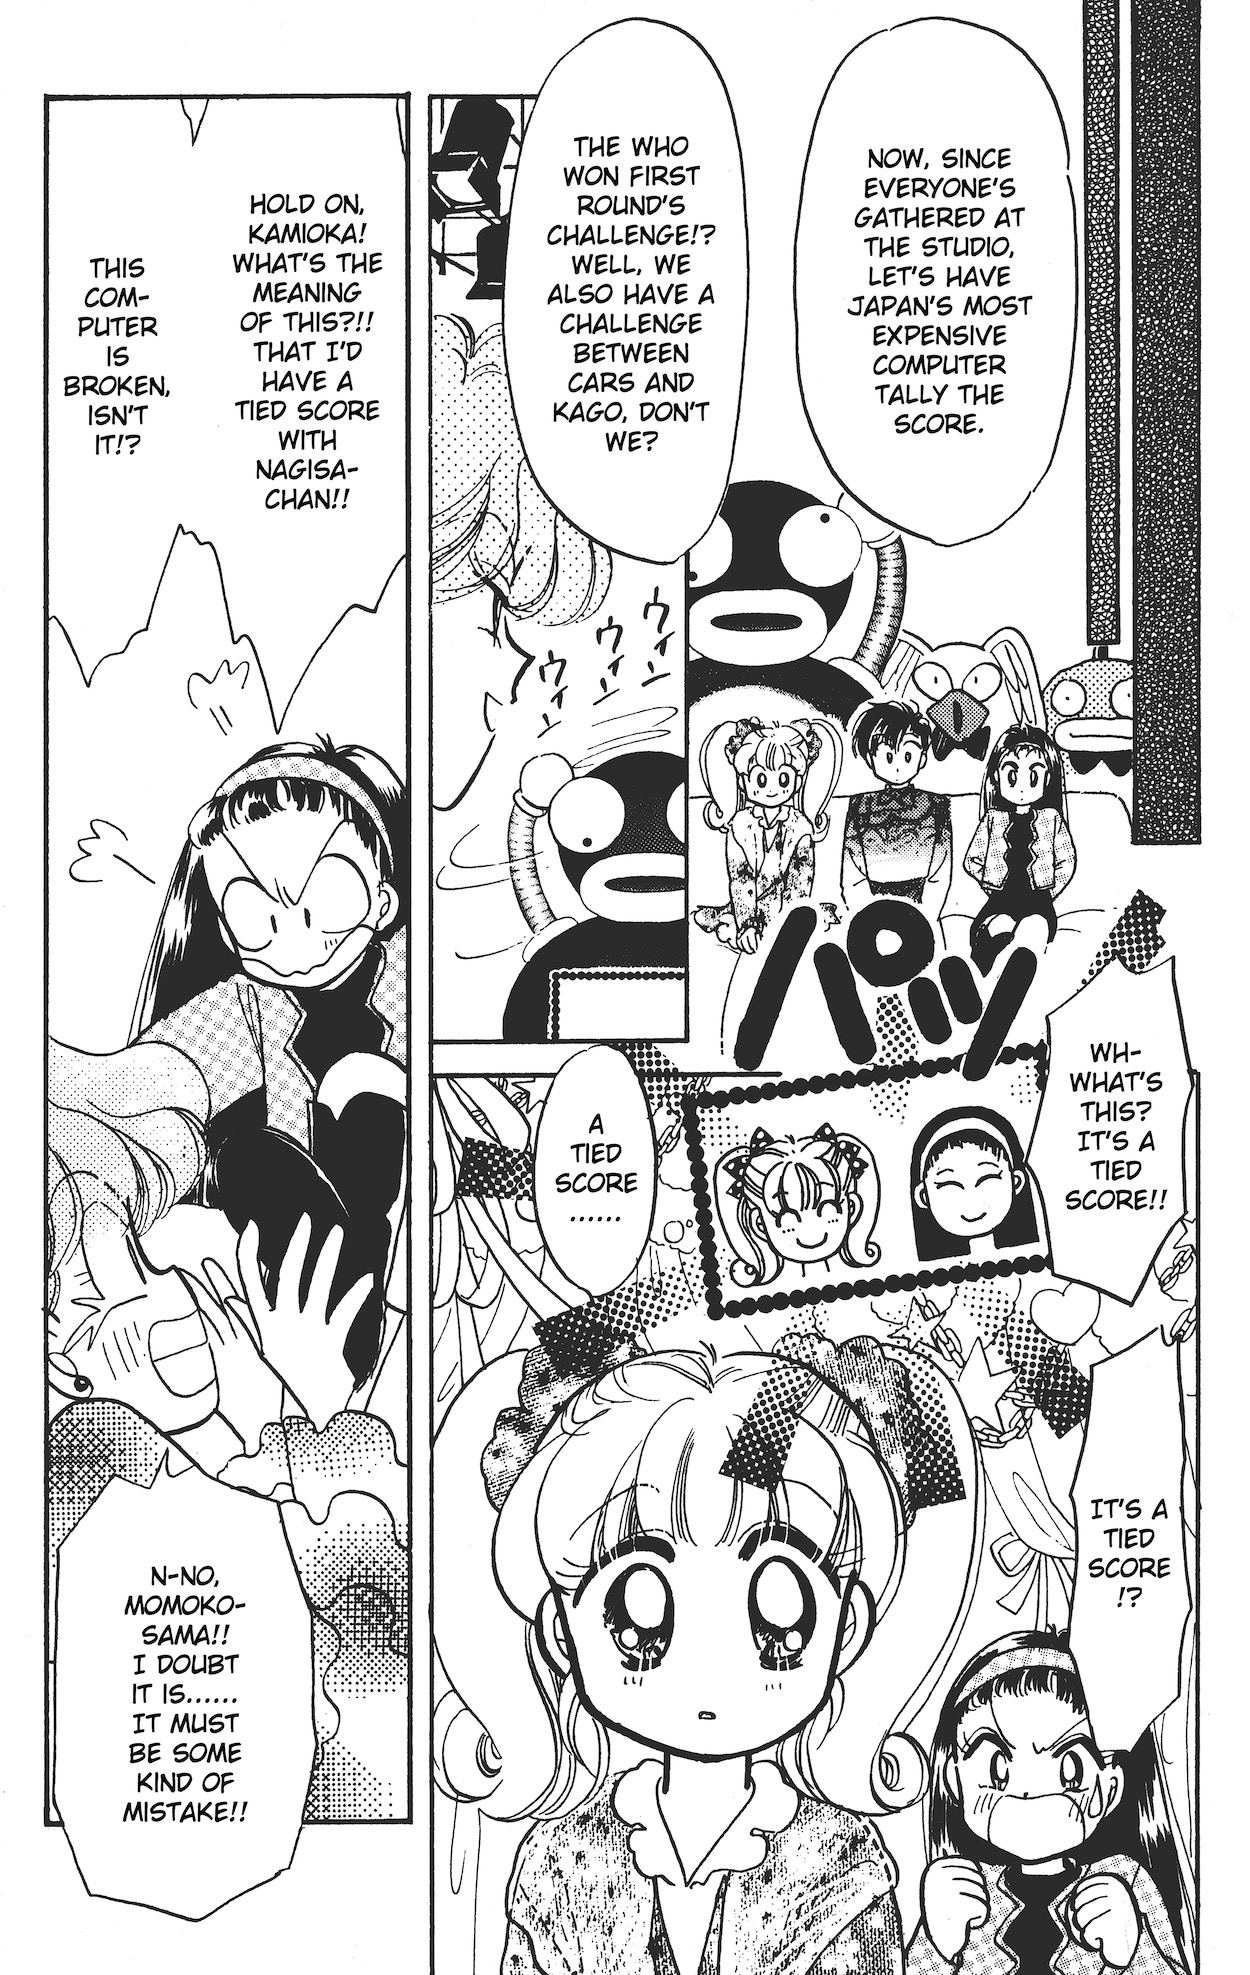 NOW, SINCE
EVERYONE'S
GATHERED AT
THE STUDIO,
LET'S HAVE
JAPAN'S MOST
EXPENSIVE
COMPUTER
TALLY THE
SCORE.
THE WHO
WON FIRST
ROUND'S
CHALLENGE!?
WELL, WE
ALSO HAVE A
CHALLENGE
BETWEEN
CARS AND
KAGO, DON'T
WE?
ウィーン
ウィーン
ウィーン
パッ
WH-
WHAT'S
THIS?
IT'S A
TIED
SCORE!!
A
TIED
SCORE
......
IT'S A
TIED
SCORE
!?
HOLD ON,
KAMIOKA!
WHAT'S THE
MEANING
OF THIS?!!
THAT I'D
HAVE A
TIED SCORE
WITH
NAGISA-
CHAN!!
THIS
COM-
PUTER
IS
BROKEN,
ISN'T
IT!?
N-NO,
MOMOKO-
SAMA!!
I DOUBT
IT IS......
IT MUST
BE SOME
KIND OF
MISTAKE!!